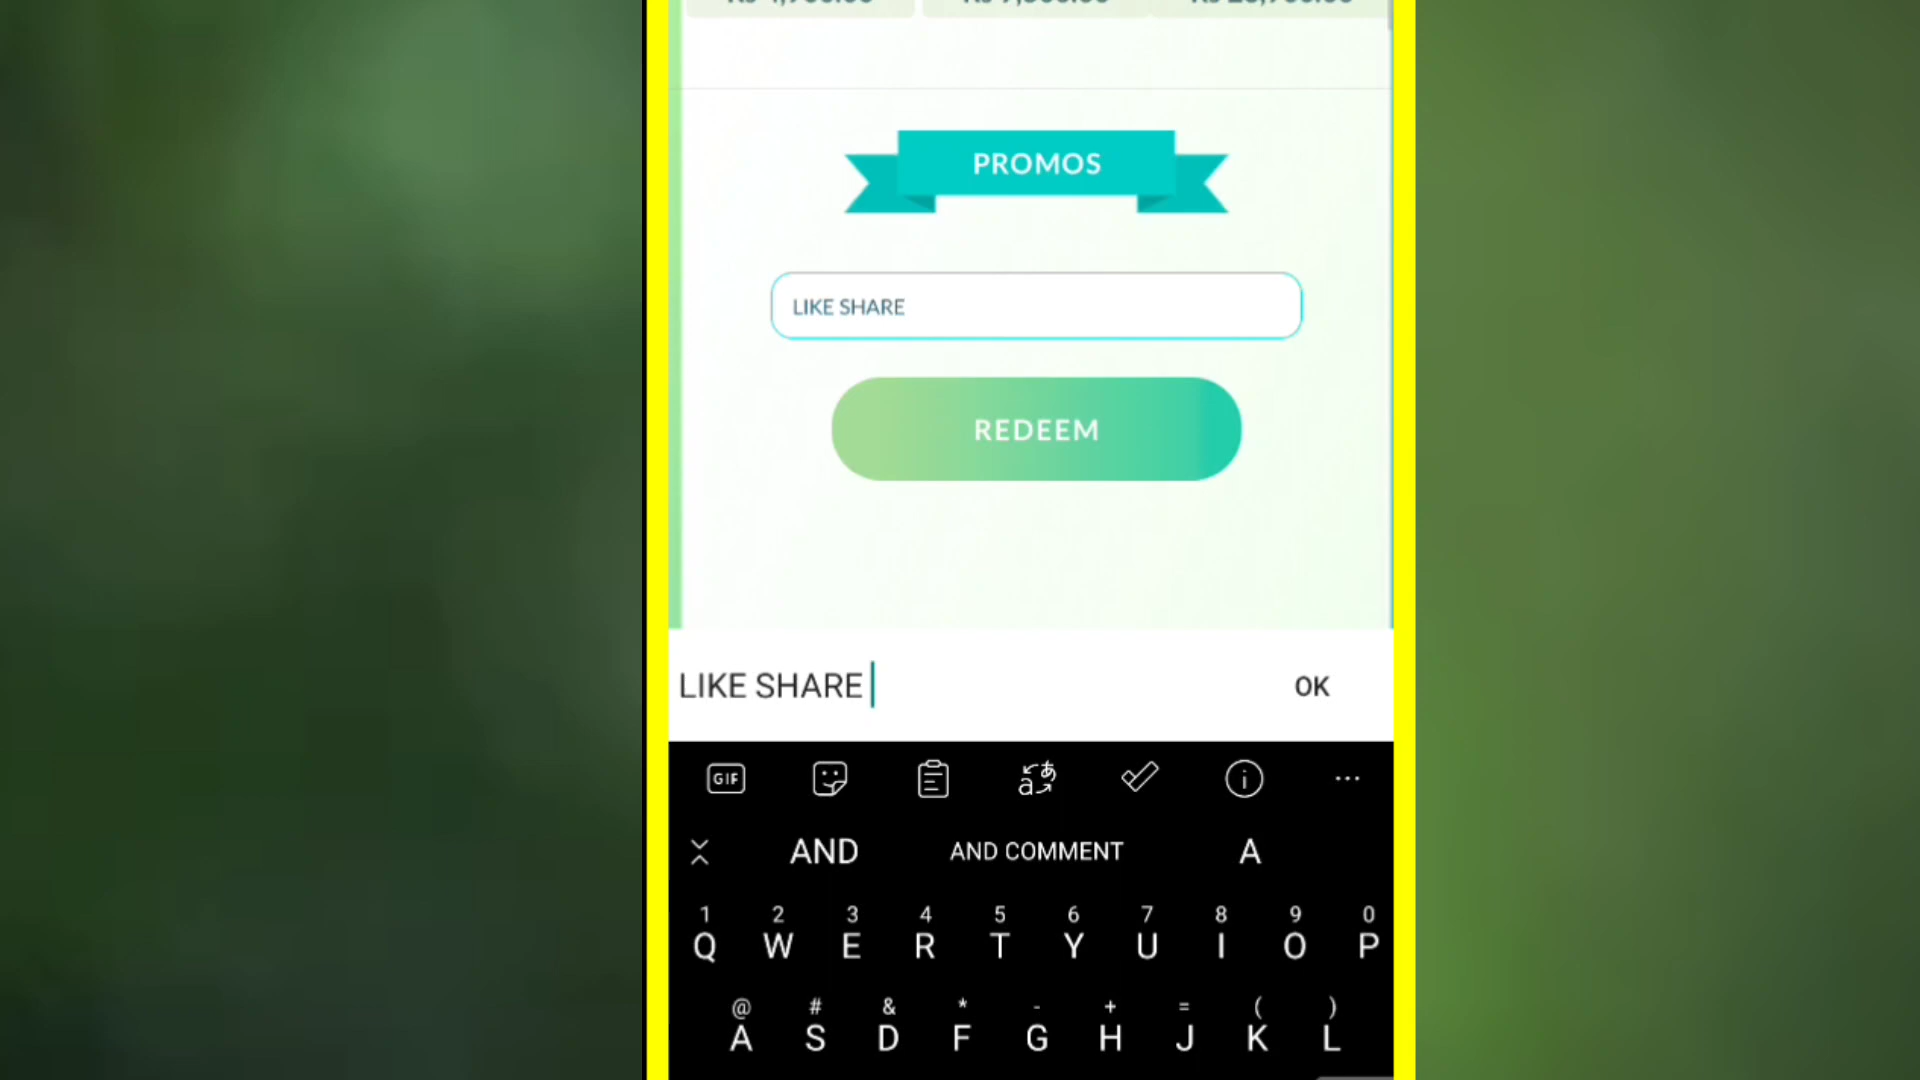 PROMOS
LIKE SHARE
REDEEM
LIKE SHARE
OK
GIF
AND AND COMMENT A
1 2 3 4 5 6 7 8 9 0
Q W E R T Y U I O P
@ # & * - + = ( )
A S D F G H J K L